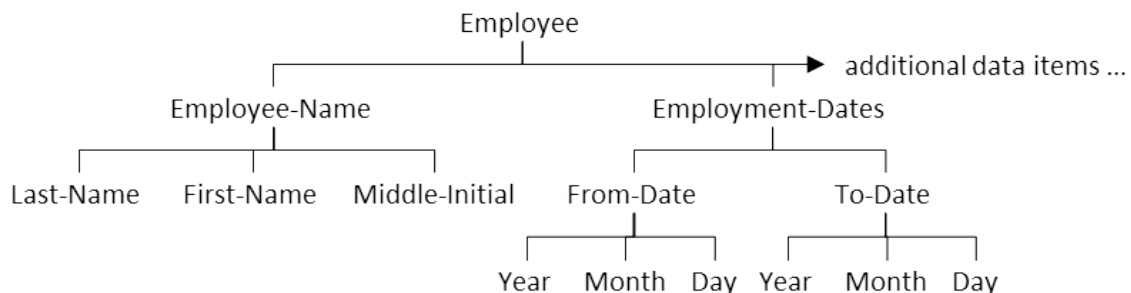 Employee
additional data items ...
Employee-Name Employment-Dates
Last-Name First-Name Middle-Initial From-Date To-Date
Year Month Day Year Month Day